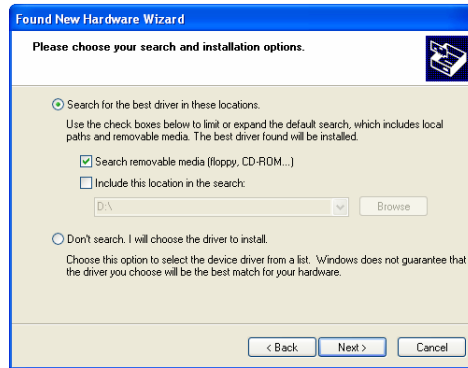 Found New Hardware Wizard
Please choose your search and installation options.
Search for the best driver in these locations.
Use the check boxes below to limit or expand the default search, which includes local
paths and removable media. The best driver found will be installed.
Search removable media (floppy, CD-ROM...)
Include this location in the search:
D:\
Browse
Don't search. I will choose the driver to install.
Choose this option to select the device driver from a list.  Windows does not guarantee that
the driver you choose will be the best match for your hardware.
< Back Next > Cancel